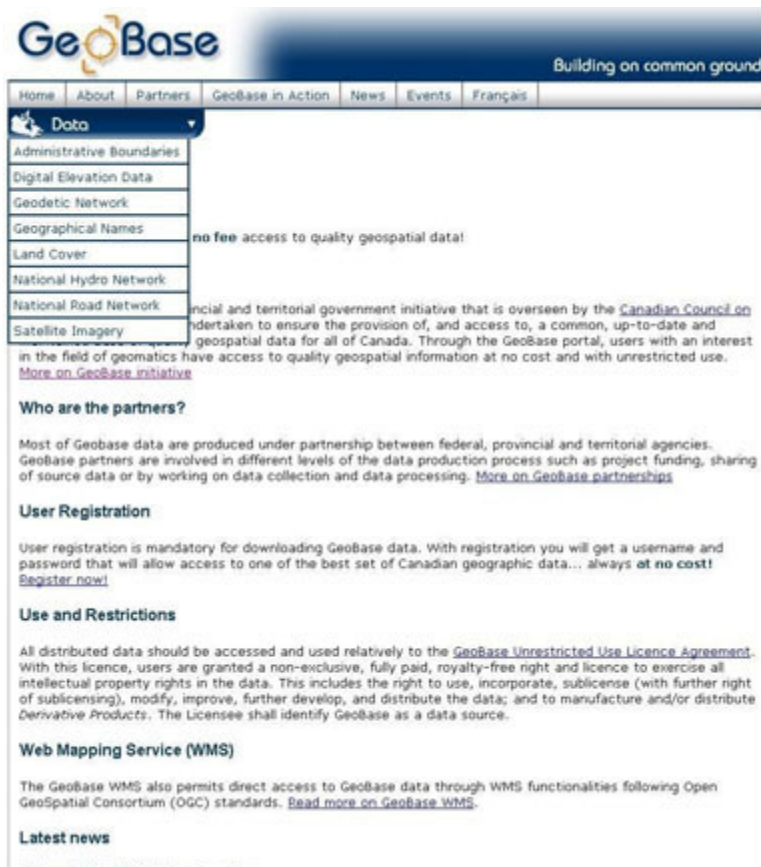 GeoBase
Building on common ground
Home About Partners GeoBase in Action News Events Français
Data
Administrative Boundaries
Digital Elevation Data
Geodetic Network
Geographical Names
no fee access to quality geospatial data!
Land Cover
National Hydro Network
National Road Network
ncial and territorial government initiative that is overseen by the Canadian Council on
Satellite Imagery
ndertaken to ensure the provision of, and access to, a common, up-to-date and
geospatial data for all of Canada. Through the GeoBase portal, users with an interest
in the field of geomatics have access to quality geospatial information at no cost and with unrestricted use.
More on GeoBase initiative
Who are the partners?
Most of Geobase data are produced under partnership between federal, provincial and territorial agencies.
GeoBase partners are involved in different levels of the data production process such as project funding, sharing
of source data or by working on data collection and data processing. More on GeoBase partnerships
User Registration
User registration is mandatory for downloading GeoBase data. With registration you will get a username and
password that will allow access to one of the best set of Canadian geographic data... always at no cost!
Register now!
Use and Restrictions
All distributed data should be accessed and used relatively to the GeoBase Unrestricted Use Licence Agreement.
With this licence, users are granted a non-exclusive, fully paid, royalty-free right and licence to exercise all
intellectual property rights in the data. This includes the right to use, incorporate, sublicense (with further right
of sublicensing), modify, improve, further develop, and distribute the data; and to manufacture and/or distribute
Derivative Products. The Licensee shall identify GeoBase as a data source.
Web Mapping Service (WMS)
The GeoBase WMS also permits direct access to GeoBase data through WMS functionalities following Open
GeoSpatial Consortium (OGC) standards. Read more on GeoBase WMS.
Latest news